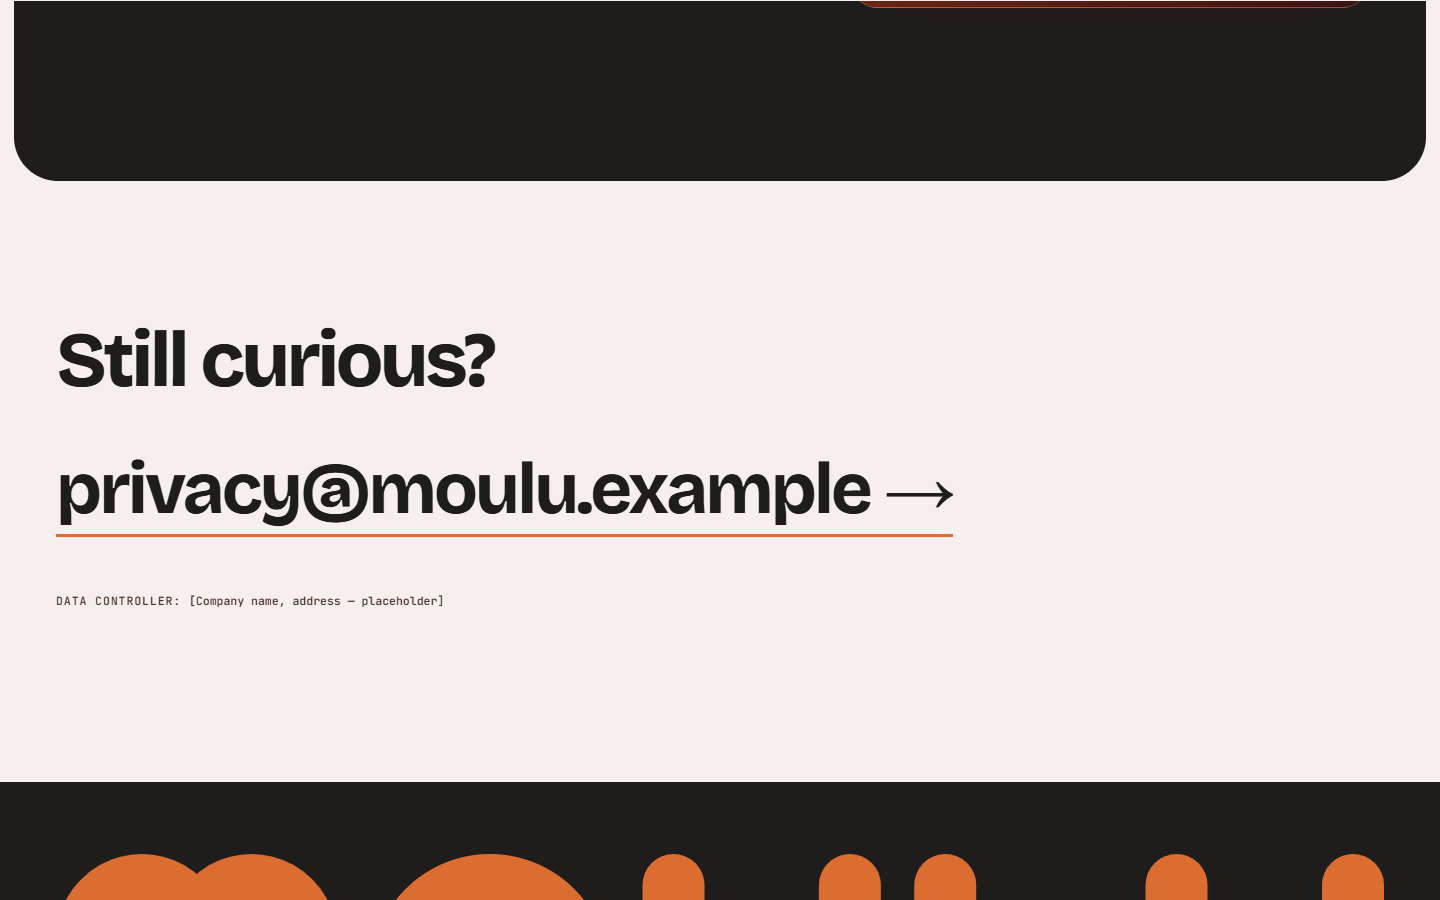 Still curious?
privacy@moulu.example →
DATA CONTROLLER: [Company name, address — placeholder]